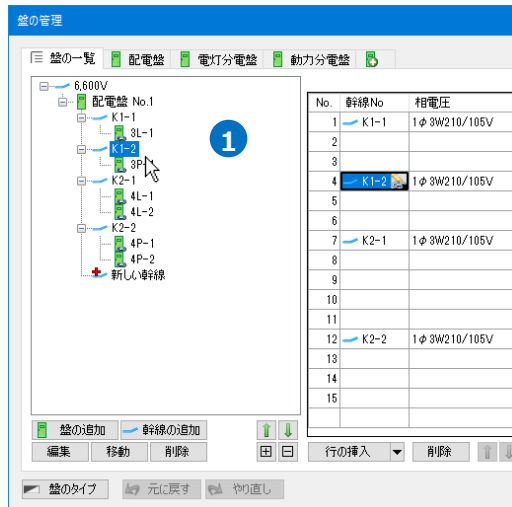 盤の管理
盤の一覧 配電盤 電灯分電盤 動力分電盤
6,600V
配電盤 No.1
K1-1
3L-1
K1-2
K2-1
4L-1
4L-2
K2-2
4P-1
4P-2
新しい幹線
1
No. 幹線No 相電圧
1 K1-1 1φ3W210/105V
2
3
4 K1-2 1φ3W210/105V
5
6
7 K2-1 1φ3W210/105V
8
9
10
11
12 K2-2 1φ3W210/105V
13
14
15
盤の追加 幹線の追加
編集 移動 削除 行の挿入 削除
盤のタイプ 元に戻す やり直し